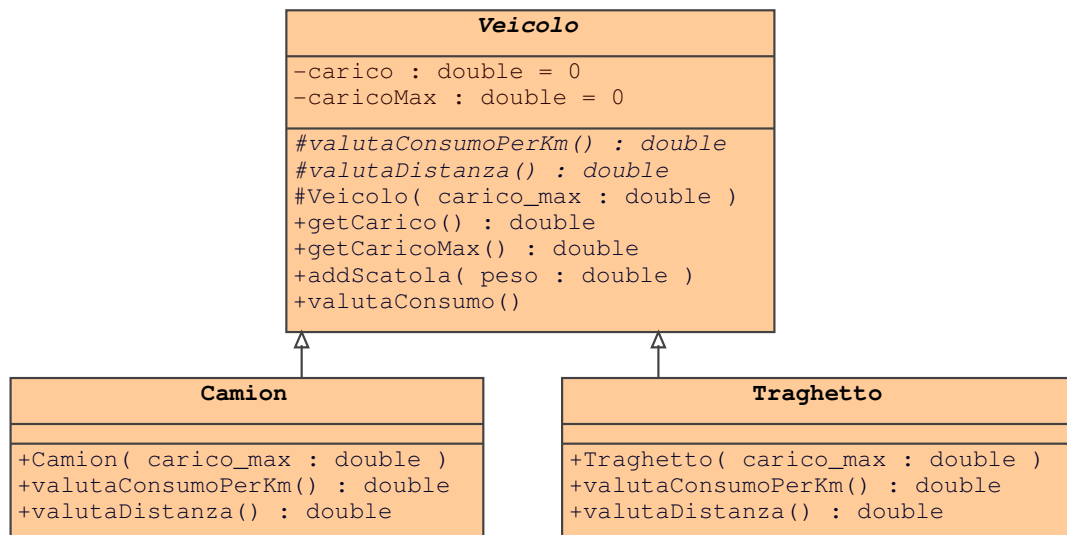 Veicolo
-carico : double = 0
-caricoMax : double = 0
#valutaConsumoPerKm() : double
#valutaDistanza() : double
#Veicolo( carico_max : double )
+getCarico() : double
+getCaricoMax() : double
+addScatola( peso : double )
+valutaConsumo()
Camion
+Camion( carico_max : double )
+valutaConsumoPerKm() : double
+valutaDistanza() : double
Traghetto
+Traghetto( carico_max : double )
+valutaConsumoPerKm() : double
+valutaDistanza() : double